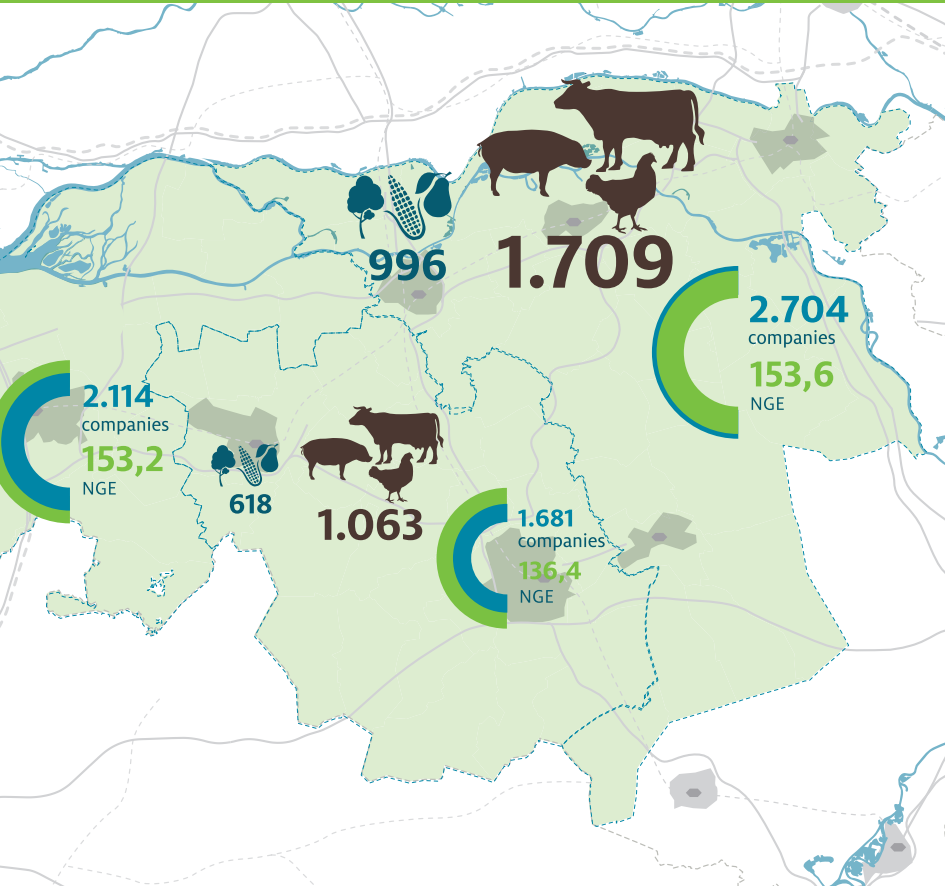 996
1.709
2.704
companies
153,6
NGE
2.114
companies
153,2
NGE
618
1.063
1.681
companies
136,4
NGE